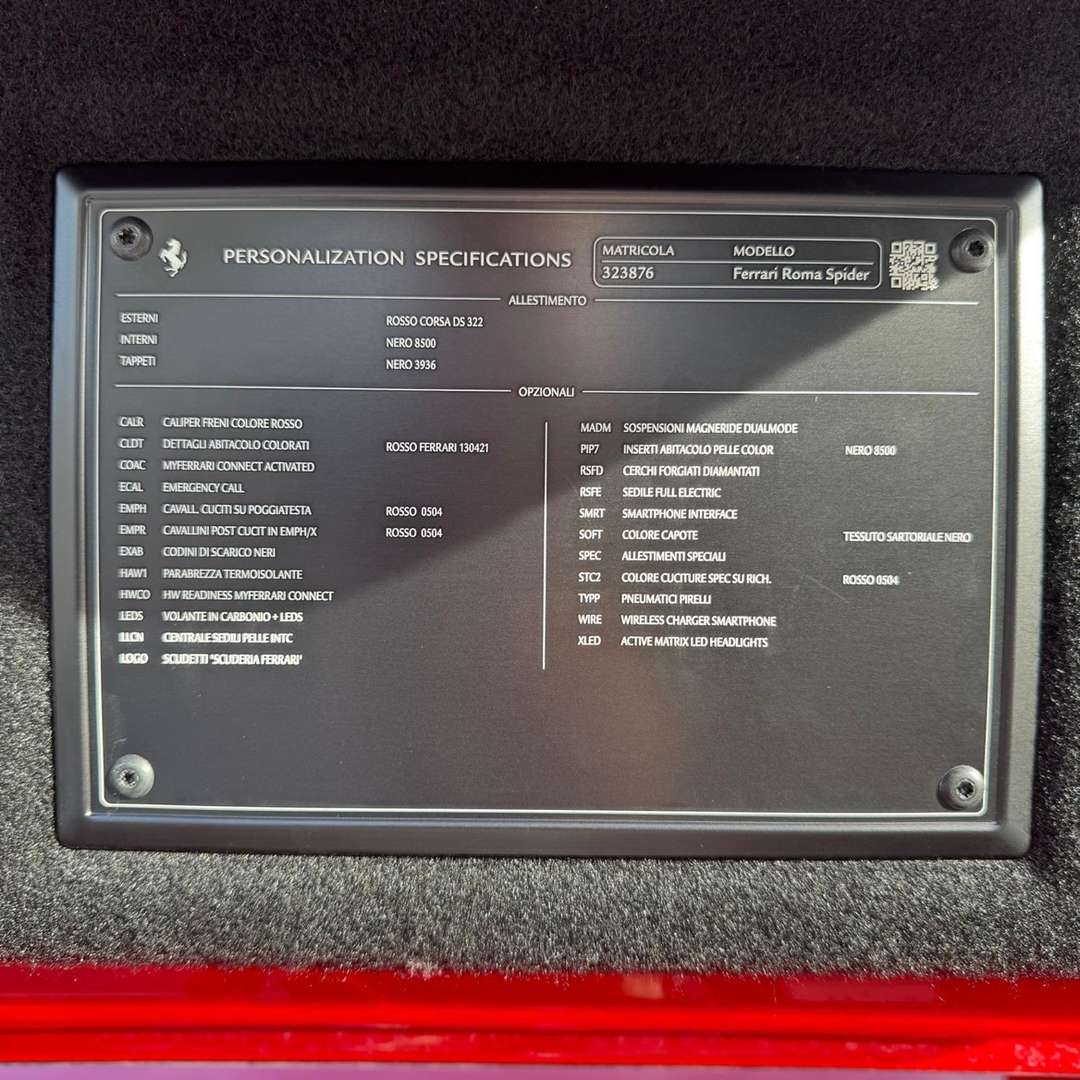 PERSONALIZATION SPECIFICATIONS
MATRICOLA MODELLO
323876 Ferrari Roma Spider
ALLESTIMENTO
ESTERNI ROSSO CORSA DS 322
INTERNI NERO 8500
TAPPETI NERO 3936
OPZIONALI
CALR CALIPER FRENI COLORE ROSSO
CLDT DETTAGLI ABITACOLO COLORATI ROSSO FERRARI 130421
COAC MYFERRARI CONNECT ACTIVATED
ECAL EMERGENCY CALL
EMPH CAVALL. CUCITI SU POGGIATESTA ROSSO 0504
EMPR CAVALLINI POST CUCIT IN EMPH/X ROSSO 0504
EXAB CODINI DI SCARICO NERI
HAW1 PARABREZZA TERMOISOLANTE
HWCO HW READINESS MYFERRARI CONNECT
LEDS VOLANTE IN CARBONIO + LEDS
LLCN CENTRALE SEDILI PELLE INTC
LOGO SCUDETTI "SCUDERIA FERRARI"
MADM SOSPENSIONI MAGNERIDE DUALMODE
PIP7 INSERTI ABITACOLO PELLE COLOR NERO 8500
RSFD CERCHI FORGIATI DIAMANTATI
RSFE SEDILE FULL ELECTRIC
SMRT SMARTPHONE INTERFACE
SOFT COLORE CAPOTE TESSUTO SARTORIALE NERO
SPEC ALLESTIMENTI SPECIALI
STC2 COLORE CUCITURE SPEC SU RICH. ROSSO 0504
TYPP PNEUMATICI PIRELLI
WIRE WIRELESS CHARGER SMARTPHONE
XLED ACTIVE MATRIX LED HEADLIGHTS